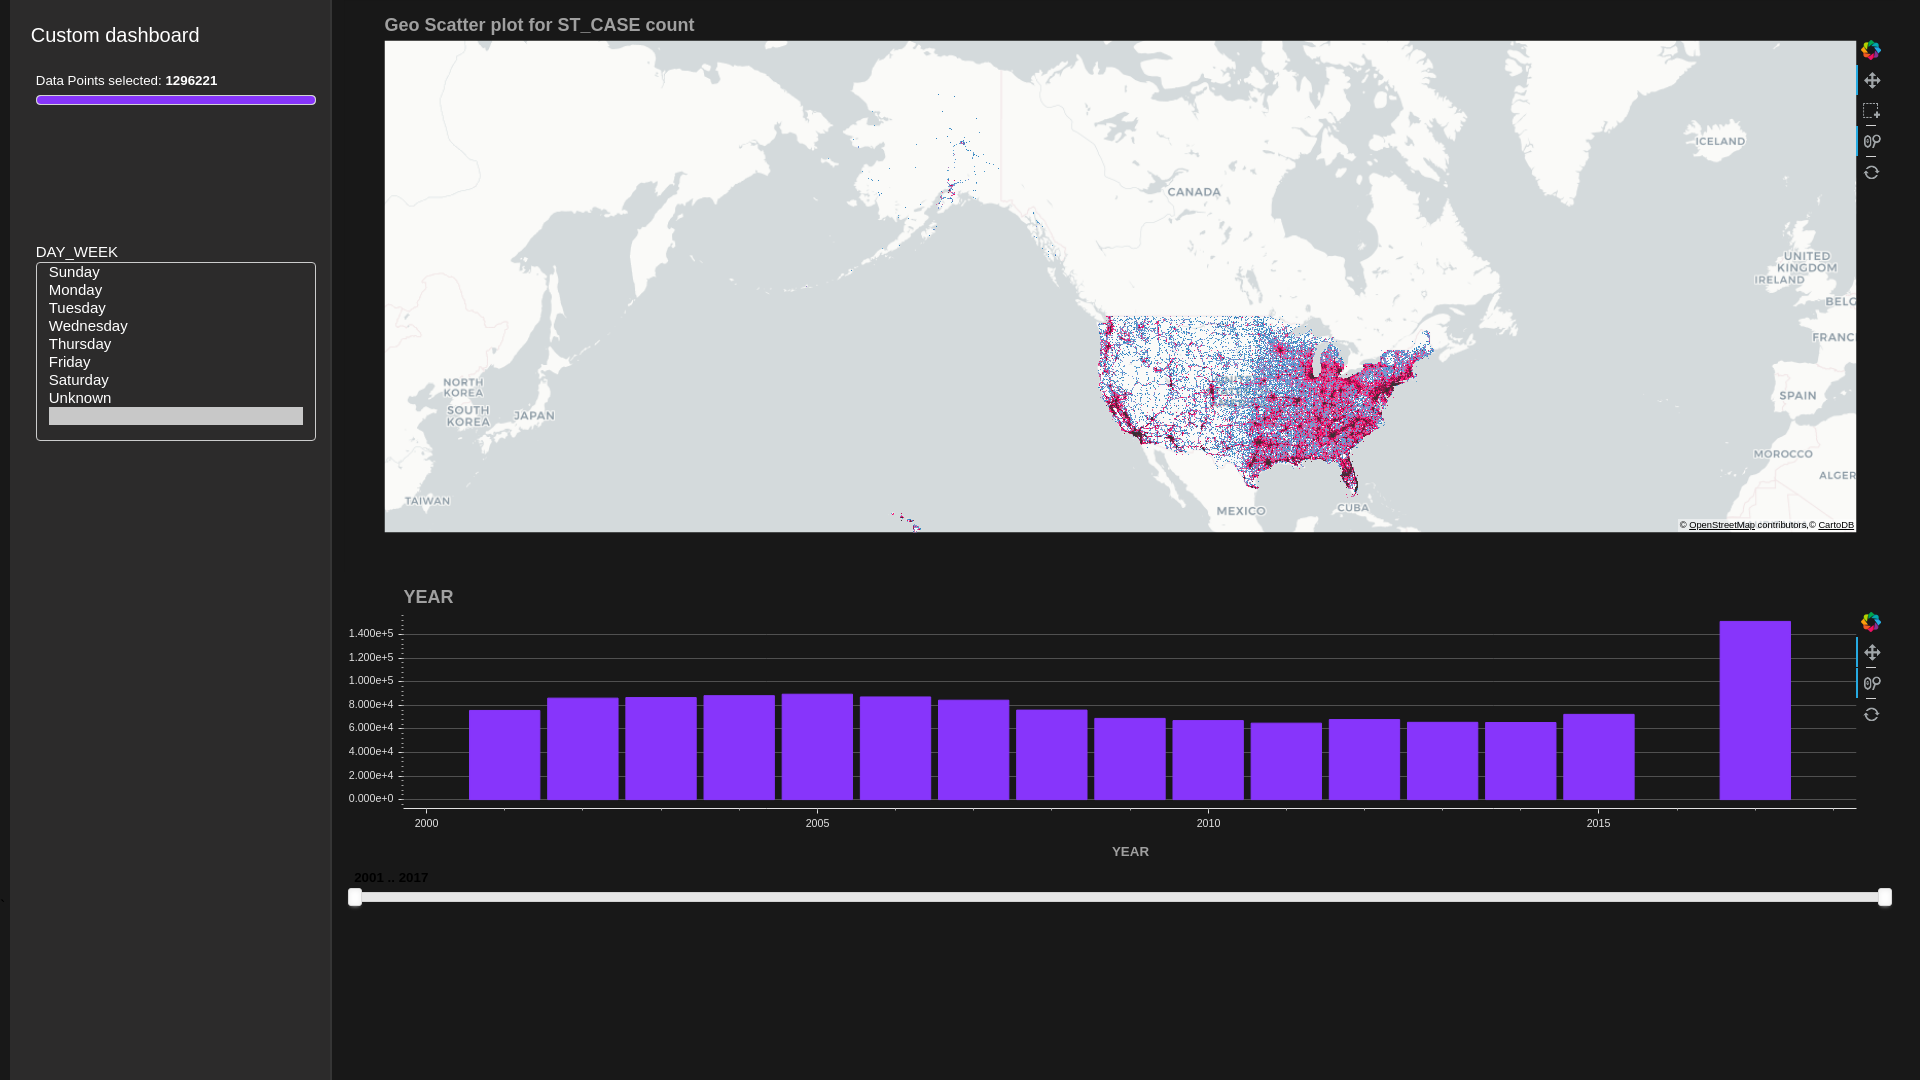 Custom dashboard
Data Points selected: 1296221
DAY_WEEK
Sunday
Monday
Tuesday
Wednesday
Thursday
Friday
Saturday
Unknown
Geo Scatter plot for ST_CASE count
ICELAND
CANADA
UNITED
KINGDOM
IRELAND
BELG
FRANC
NORTH
KOREA
SOUTH
KOREA
JAPAN
SPAIN
MOROCCO
ALGER
TAIWAN
MEXICO
CUBA
© OpenStreetMap contributors,© CartoDB
YEAR
1.400e+5
1.200e+5
1.000e+5
8.000e+4
6.000e+4
4.000e+4
2.000e+4
0.000e+0
2000 2005 2010 2015
YEAR
2001 .. 2017